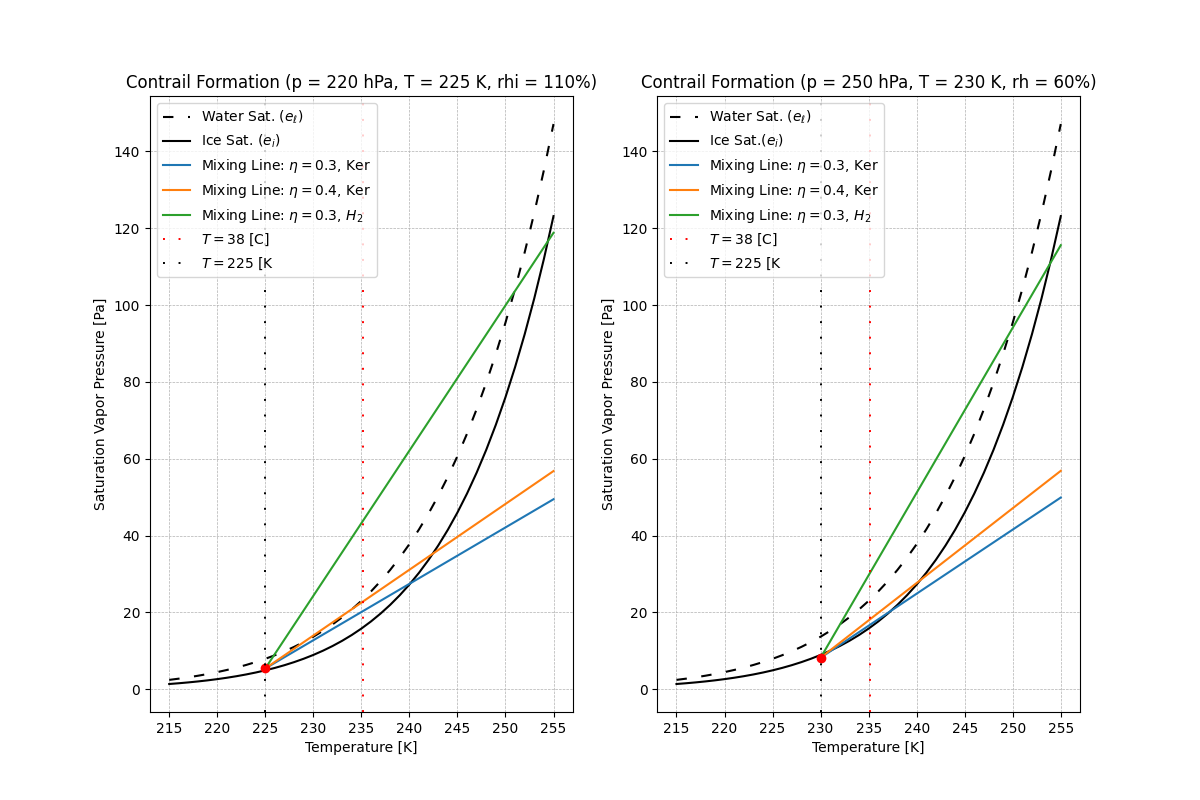 Contrail Formation (p = 220 hPa, T = 225 K, rhi = 110%)
Water Sat. (eℓ)
Ice Sat. (ei)
Mixing Line: η = 0.3, Ker
Mixing Line: η = 0.4, Ker
Mixing Line: η = 0.3, H2
T = 38 [C]
T = 225 [K
Saturation Vapor Pressure [Pa]
140
120
100
80
60
40
20
0
215 220 225 230 235 240 245 250 255
Temperature [K]
Contrail Formation (p = 250 hPa, T = 230 K, rh = 60%)
Water Sat. (eℓ)
Ice Sat.(ei)
Mixing Line: η = 0.3, Ker
Mixing Line: η = 0.4, Ker
Mixing Line: η = 0.3, H2
T = 38 [C]
T = 225 [K
Saturation Vapor Pressure [Pa]
140
120
100
80
60
40
20
0
215 220 225 230 235 240 245 250 255
Temperature [K]